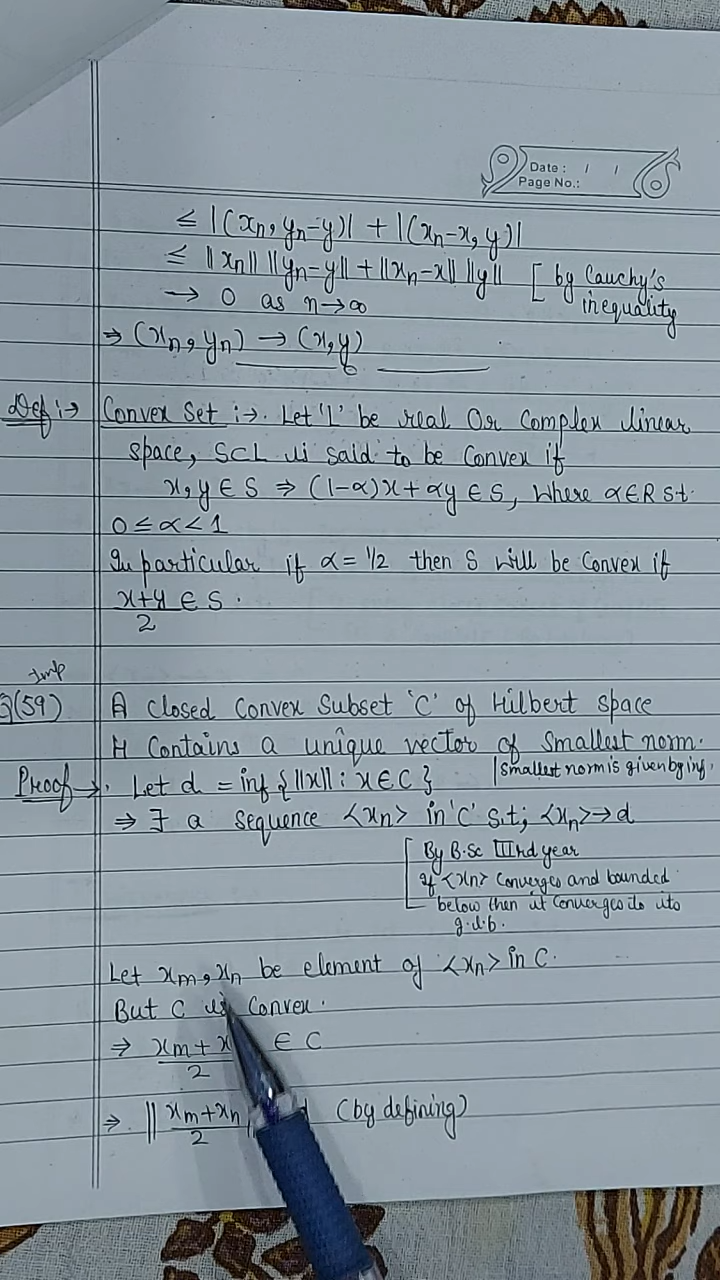 Date : / /
Page No.:
≤ |(xn, yn-y)| + |(xn-x, y)|
≤ ||xn|| ||yn-y|| + ||xn-x|| ||y|| [ by Cauchy's
inequality
→ 0 as n→∞
⇒ (xn, yn) → (x,y)
Def :→ Convex Set :→. Let 'L' be real Or Complex linear
space, S⊂L is said to be Convex if
x,y ∈ S ⇒ (1-α)x + αy ∈ S, where α∈R s.t.
0 ≤ α < 1
In particular if α = 1/2 then S will be Convex if
x+y/2 ∈ S.
Imp
(59) A closed Convex Subset 'C' of Hilbert space
H Contains a unique vector of smallest norm.
Proof →. Let d = inf {||x|| : x∈C} |smallest norm is given by inf.
⇒ ∃ a sequence <xn> in 'C' s.t; <xn> → d
[ By B.Sc IIIrd year
If <xn> Converges and bounded
below then it Converges to its
g.l.b.
Let xm, xn be element of <xn> in C.
But C is Convex.
⇒ xm + x /2 ∈ C
⇒. || xm+xn/2 (by defining)